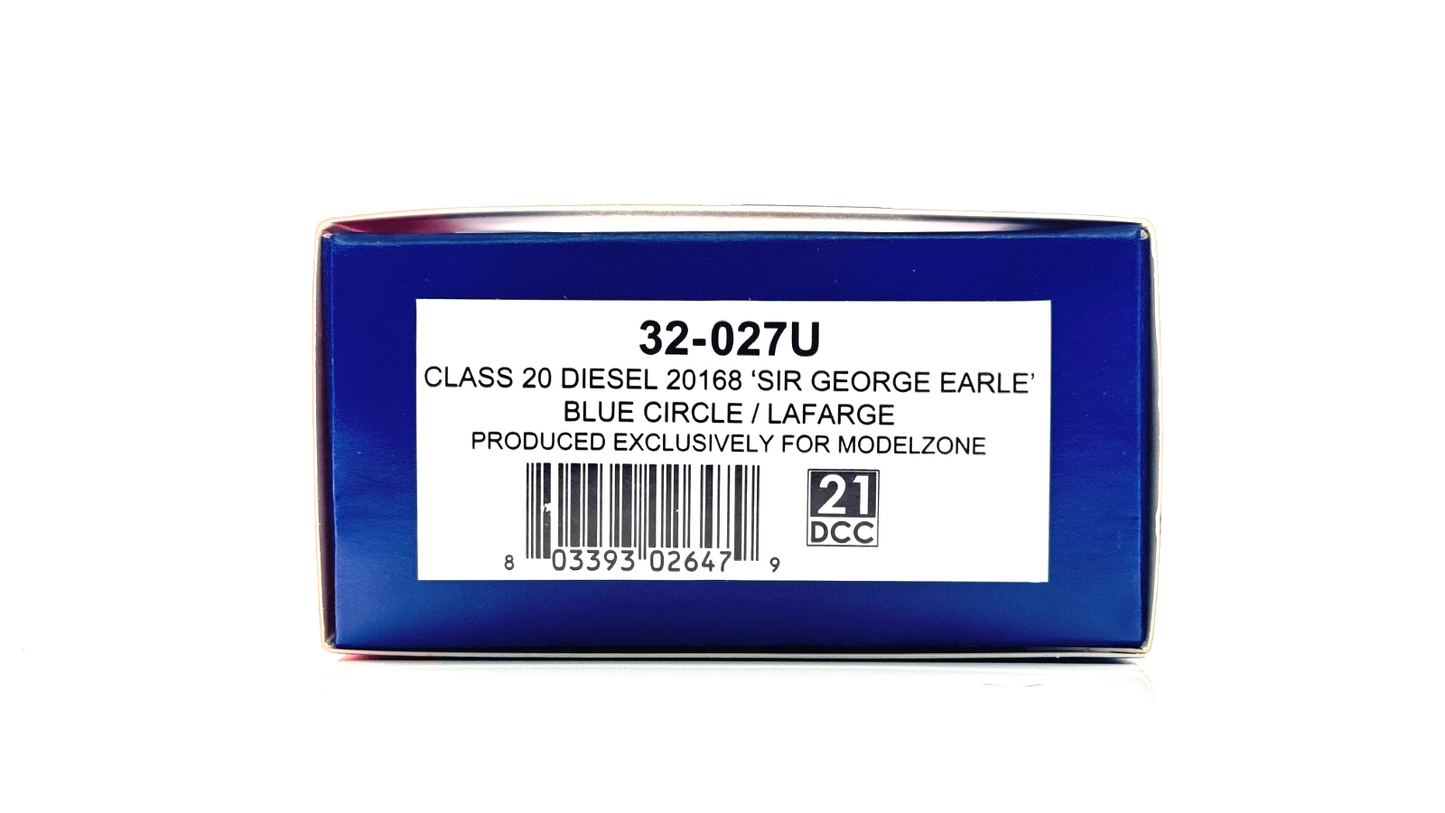 32-027U
CLASS 20 DIESEL 20168 ‘SIR GEORGE EARLE’
BLUE CIRCLE / LAFARGE
PRODUCED EXCLUSIVELY FOR MODELZONE
21
DCC
8 03393 02647 9